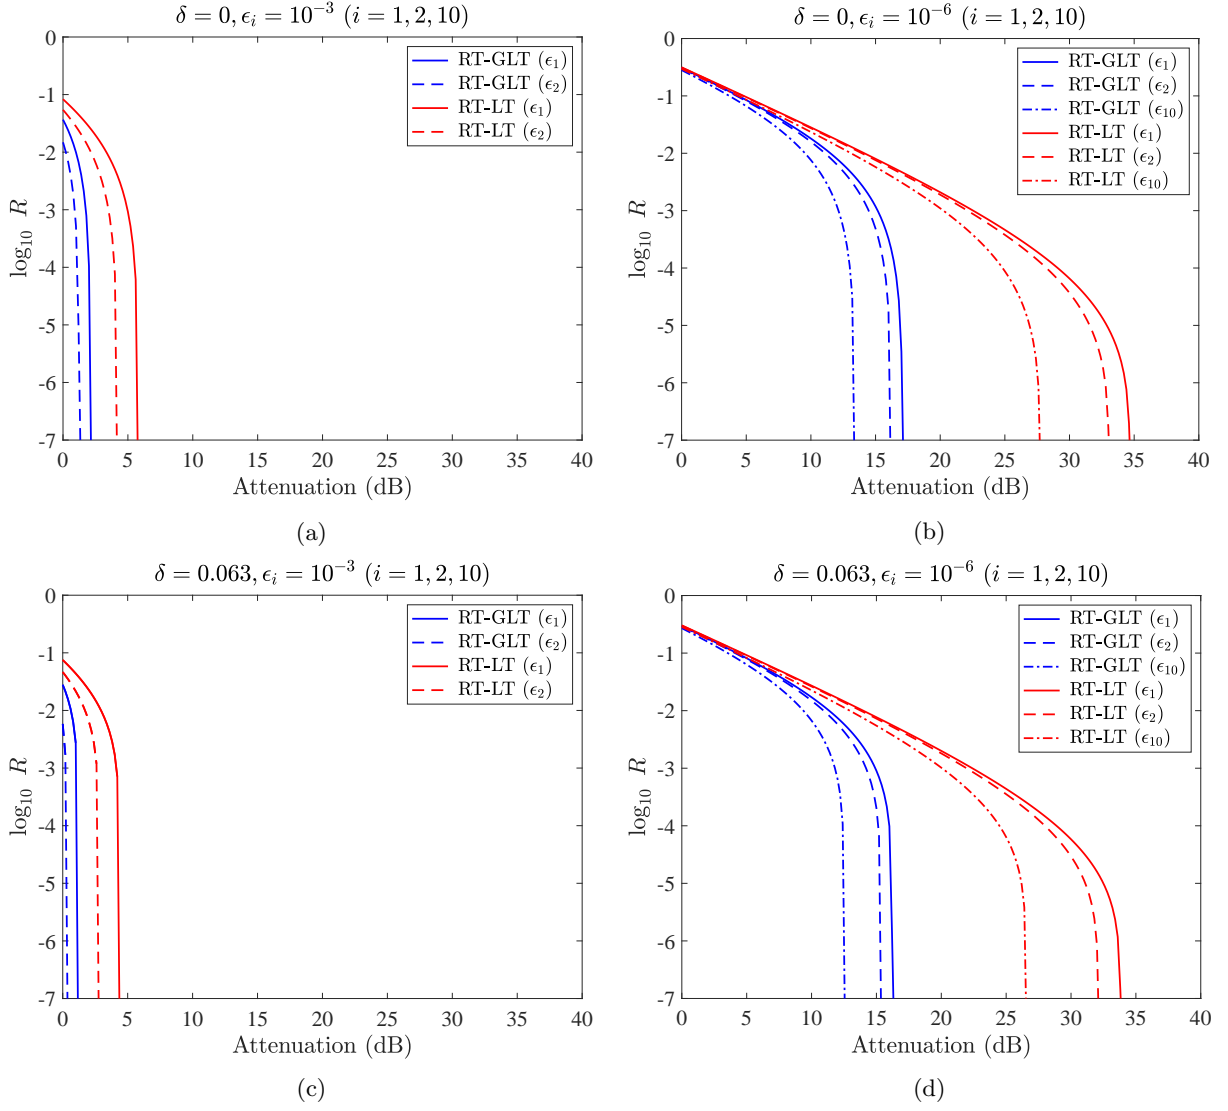 δ = 0, ϵᵢ = 10⁻³ (i = 1, 2, 10)
0
-1
-2
-3
-4
-5
-6
-7
log₁₀ R
RT-GLT (ϵ₁)
RT-GLT (ϵ₂)
RT-LT (ϵ₁)
RT-LT (ϵ₂)
0 5 10 15 20 25 30 35 40
Attenuation (dB)
(a)
δ = 0, ϵᵢ = 10⁻⁶ (i = 1, 2, 10)
0
-1
-2
-3
-4
-5
-6
-7
log₁₀ R
RT-GLT (ϵ₁)
RT-GLT (ϵ₂)
RT-GLT (ϵ₁₀)
RT-LT (ϵ₁)
RT-LT (ϵ₂)
RT-LT (ϵ₁₀)
0 5 10 15 20 25 30 35 40
Attenuation (dB)
(b)
δ = 0.063, ϵᵢ = 10⁻³ (i = 1, 2, 10)
0
-1
-2
-3
-4
-5
-6
-7
log₁₀ R
RT-GLT (ϵ₁)
RT-GLT (ϵ₂)
RT-LT (ϵ₁)
RT-LT (ϵ₂)
0 5 10 15 20 25 30 35 40
Attenuation (dB)
(c)
δ = 0.063, ϵᵢ = 10⁻⁶ (i = 1, 2, 10)
0
-1
-2
-3
-4
-5
-6
-7
log₁₀ R
RT-GLT (ϵ₁)
RT-GLT (ϵ₂)
RT-GLT (ϵ₁₀)
RT-LT (ϵ₁)
RT-LT (ϵ₂)
RT-LT (ϵ₁₀)
0 5 10 15 20 25 30 35 40
Attenuation (dB)
(d)